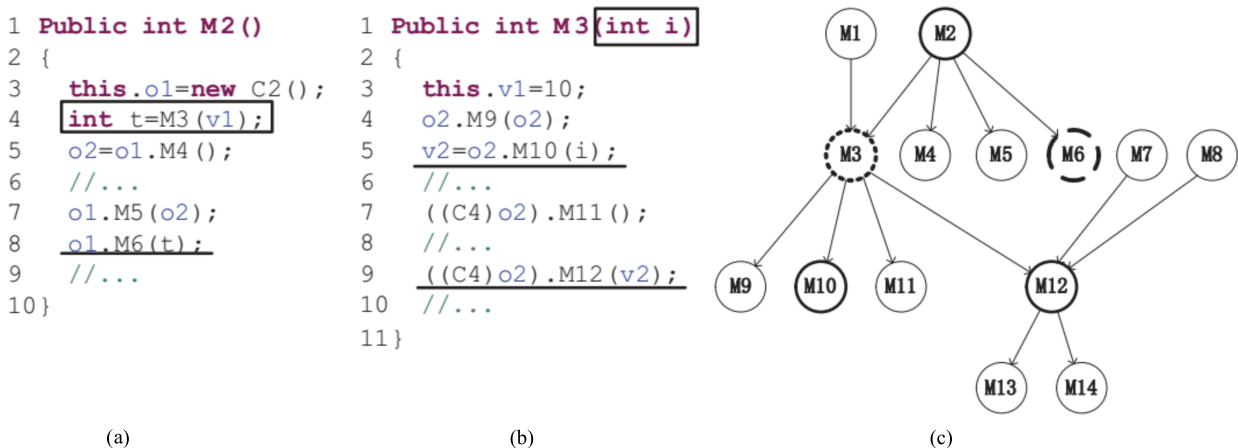 1 Public int M2()
2 {
3 this.o1=new C2();
4 int t=M3(v1);
5 o2=o1.M4();
6 //...
7 o1.M5(o2);
8 o1.M6(t);
9 //...
10}
(a)
1 Public int M3(int i)
2 {
3 this.v1=10;
4 o2.M9(o2);
5 v2=o2.M10(i);
6 //...
7 ((C4)o2).M11();
8 //...
9 ((C4)o2).M12(v2);
10 //...
11}
(b)
M1 M2
M3 M4 M5 M6 M7 M8
M9 M10 M11 M12
M13 M14
(c)